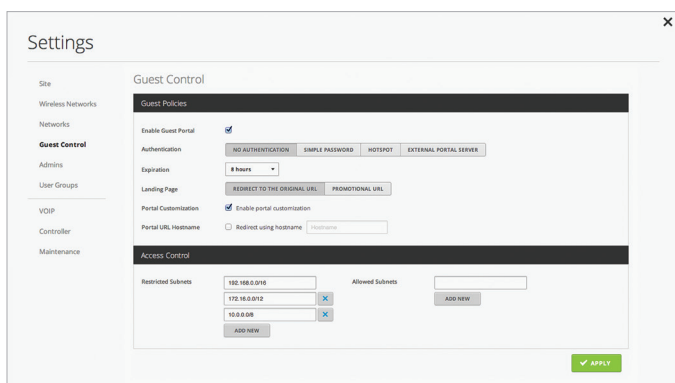 Settings
Site
Wireless Networks
Networks
Guest Control
Admins
User Groups
VOIP
Controller
Maintenance
Guest Control
Guest Policies
Enable Guest Portal
Authentication NO AUTHENTICATION SIMPLE PASSWORD HOTSPOT EXTERNAL PORTAL SERVER
Expiration 8 hours
Landing Page REDIRECT TO THE ORIGINAL URL PROMOTIONAL URL
Portal Customization Enable portal customization
Portal URL Hostname Redirect using hostname Hostname
Access Control
Restricted Subnets 192.168.0.0/16 Allowed Subnets
172.16.0.0/12 ADD NEW
10.0.0.0/8
ADD NEW
APPLY